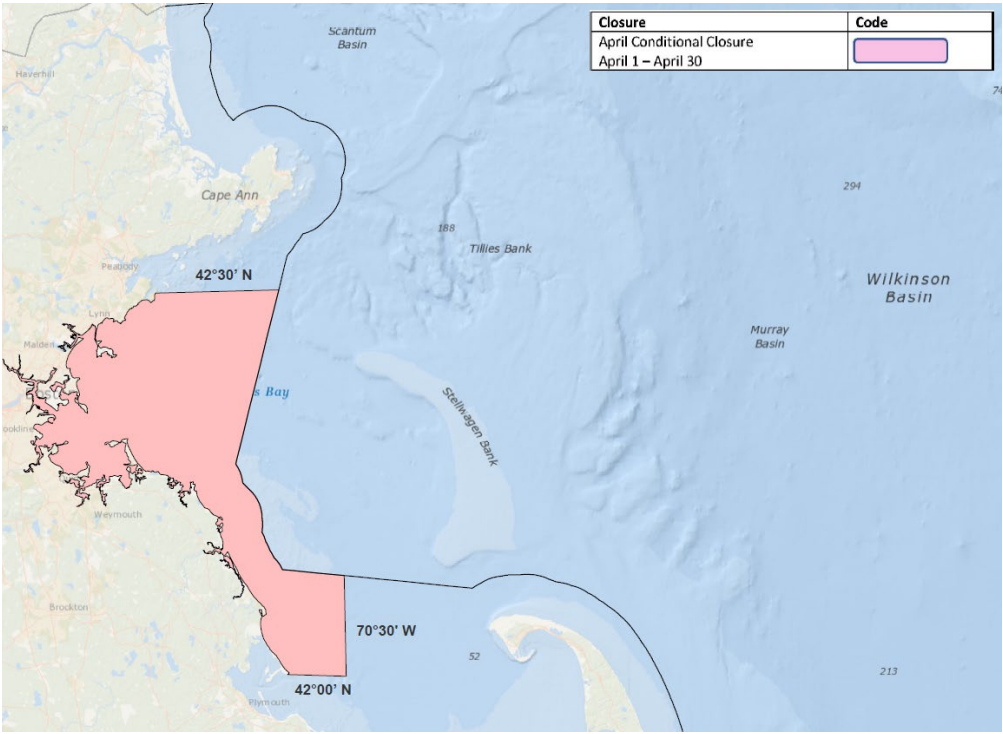 Closure Code
April Conditional Closure
April 1 – April 30
Scantum
Basin
Haverhill
74
Cape Ann
294
188
Tillies Bank
Peabody
42°30' N
Wilkinson
Basin
Lynn
Murray
Basin
Malden
s Bay
Stellwagen Bank
ookline
Weymouth
Brockton
70°30' W
52
213
42°00' N
Plymouth